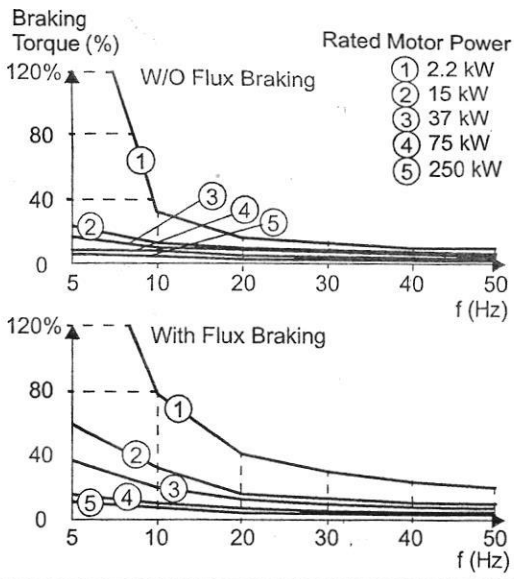 Braking
Torque (%)
W/O Flux Braking
Rated Motor Power
① 2.2 kW
② 15 kW
③ 37 kW
④ 75 kW
⑤ 250 kW
120%
80
40
0
①
②
③
④
⑤
5 10 20 30 40 50
f (Hz)
With Flux Braking
120%
80
40
0
①
②
③
④
⑤
5 10 20 30 40 50
f (Hz)